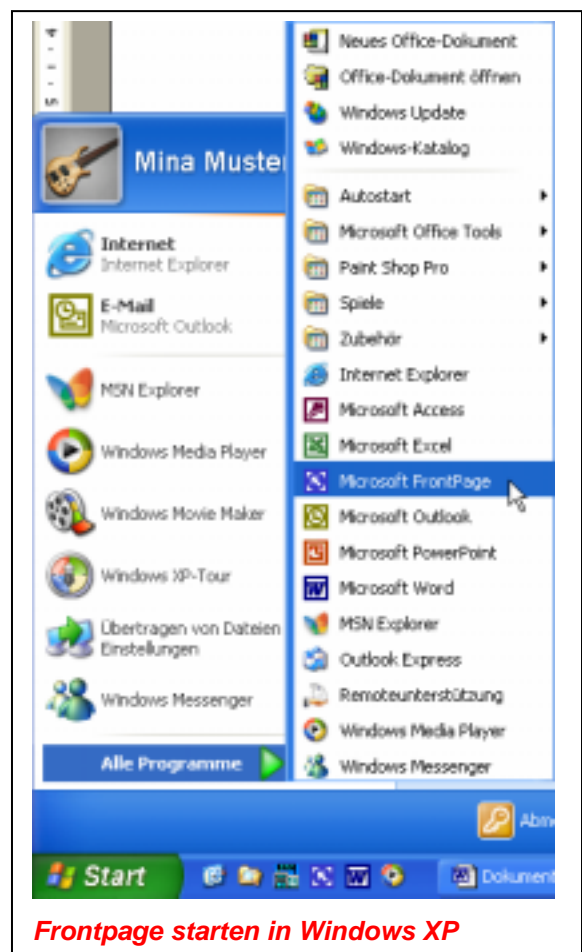 Mina Muster
Internet
Internet Explorer
E-Mail
Microsoft Outlook
MSN Explorer
Windows Media Player
Windows Movie Maker
Windows XP-Tour
Übertragen von Dateien
Einstellungen
Windows Messenger
Alle Programme
Neues Office-Dokument
Office-Dokument öffnen
Windows Update
Windows-Katalog
Autostart
Microsoft Office Tools
Paint Shop Pro
Spiele
Zubehör
Internet Explorer
Microsoft Access
Microsoft Excel
Microsoft FrontPage
Microsoft Outlook
Microsoft PowerPoint
Microsoft Word
MSN Explorer
Outlook Express
Remoteunterstützung
Windows Media Player
Windows Messenger
Abme
Start
Dokument
Frontpage starten in Windows XP